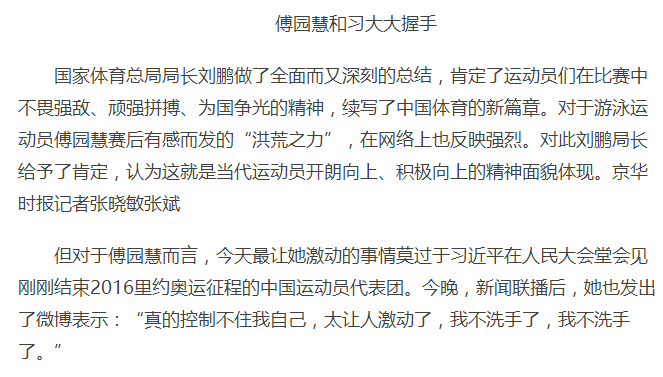 傅园慧和习大大握手
国家体育总局局长刘鹏做了全面而又深刻的总结，肯定了运动员们在比赛中
不畏强敌、顽强拼搏、为国争光的精神，续写了中国体育的新篇章。对于游泳运
动员傅园慧赛后有感而发的“洪荒之力”，在网络上也反映强烈。对此刘鹏局长
给予了肯定，认为这就是当代运动员开朗向上、积极向上的精神面貌体现。京华
时报记者张晓敏张斌
但对于傅园慧而言，今天最让她激动的事情莫过于习近平在人民大会堂会见
刚刚结束2016里约奥运征程的中国运动员代表团。今晚，新闻联播后，她也发出
了微博表示：“真的控制不住我自己，太让人激动了，我不洗手了，我不洗手
了。”